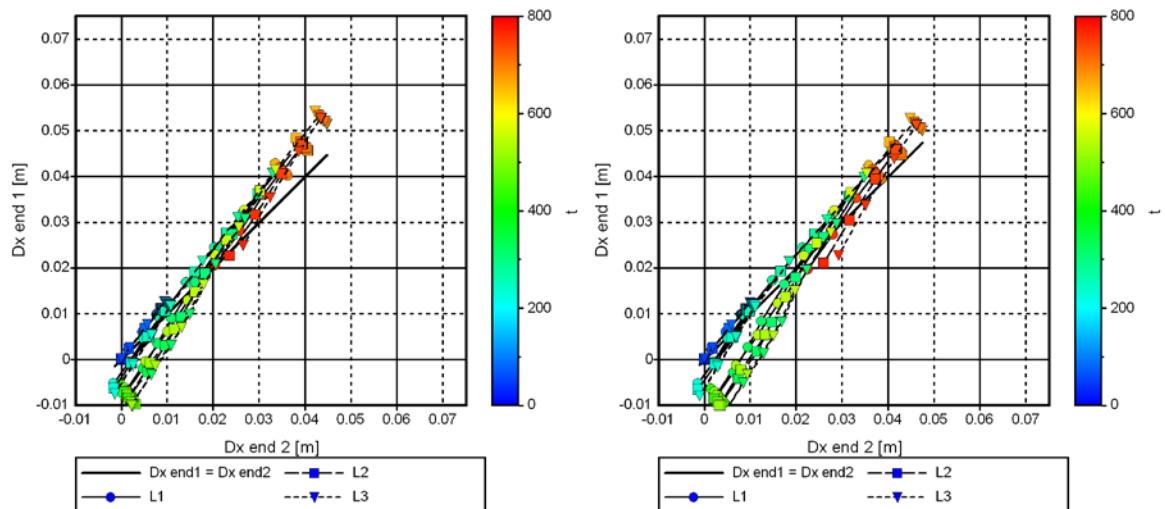 0.07
0.06
0.05
0.04
0.03
0.02
0.01
0
-0.01
Dx end 1 [m]
-0.01 0 0.01 0.02 0.03 0.04 0.05 0.06 0.07
Dx end 2 [m]
800
600
400
200
0
t
Dx end1 = Dx end2
L2
L1
L3
0.07
0.06
0.05
0.04
0.03
0.02
0.01
0
-0.01
Dx end 1 [m]
-0.01 0 0.01 0.02 0.03 0.04 0.05 0.06 0.07
Dx end 2 [m]
800
600
400
200
0
t
Dx end1 = Dx end2
L2
L1
L3